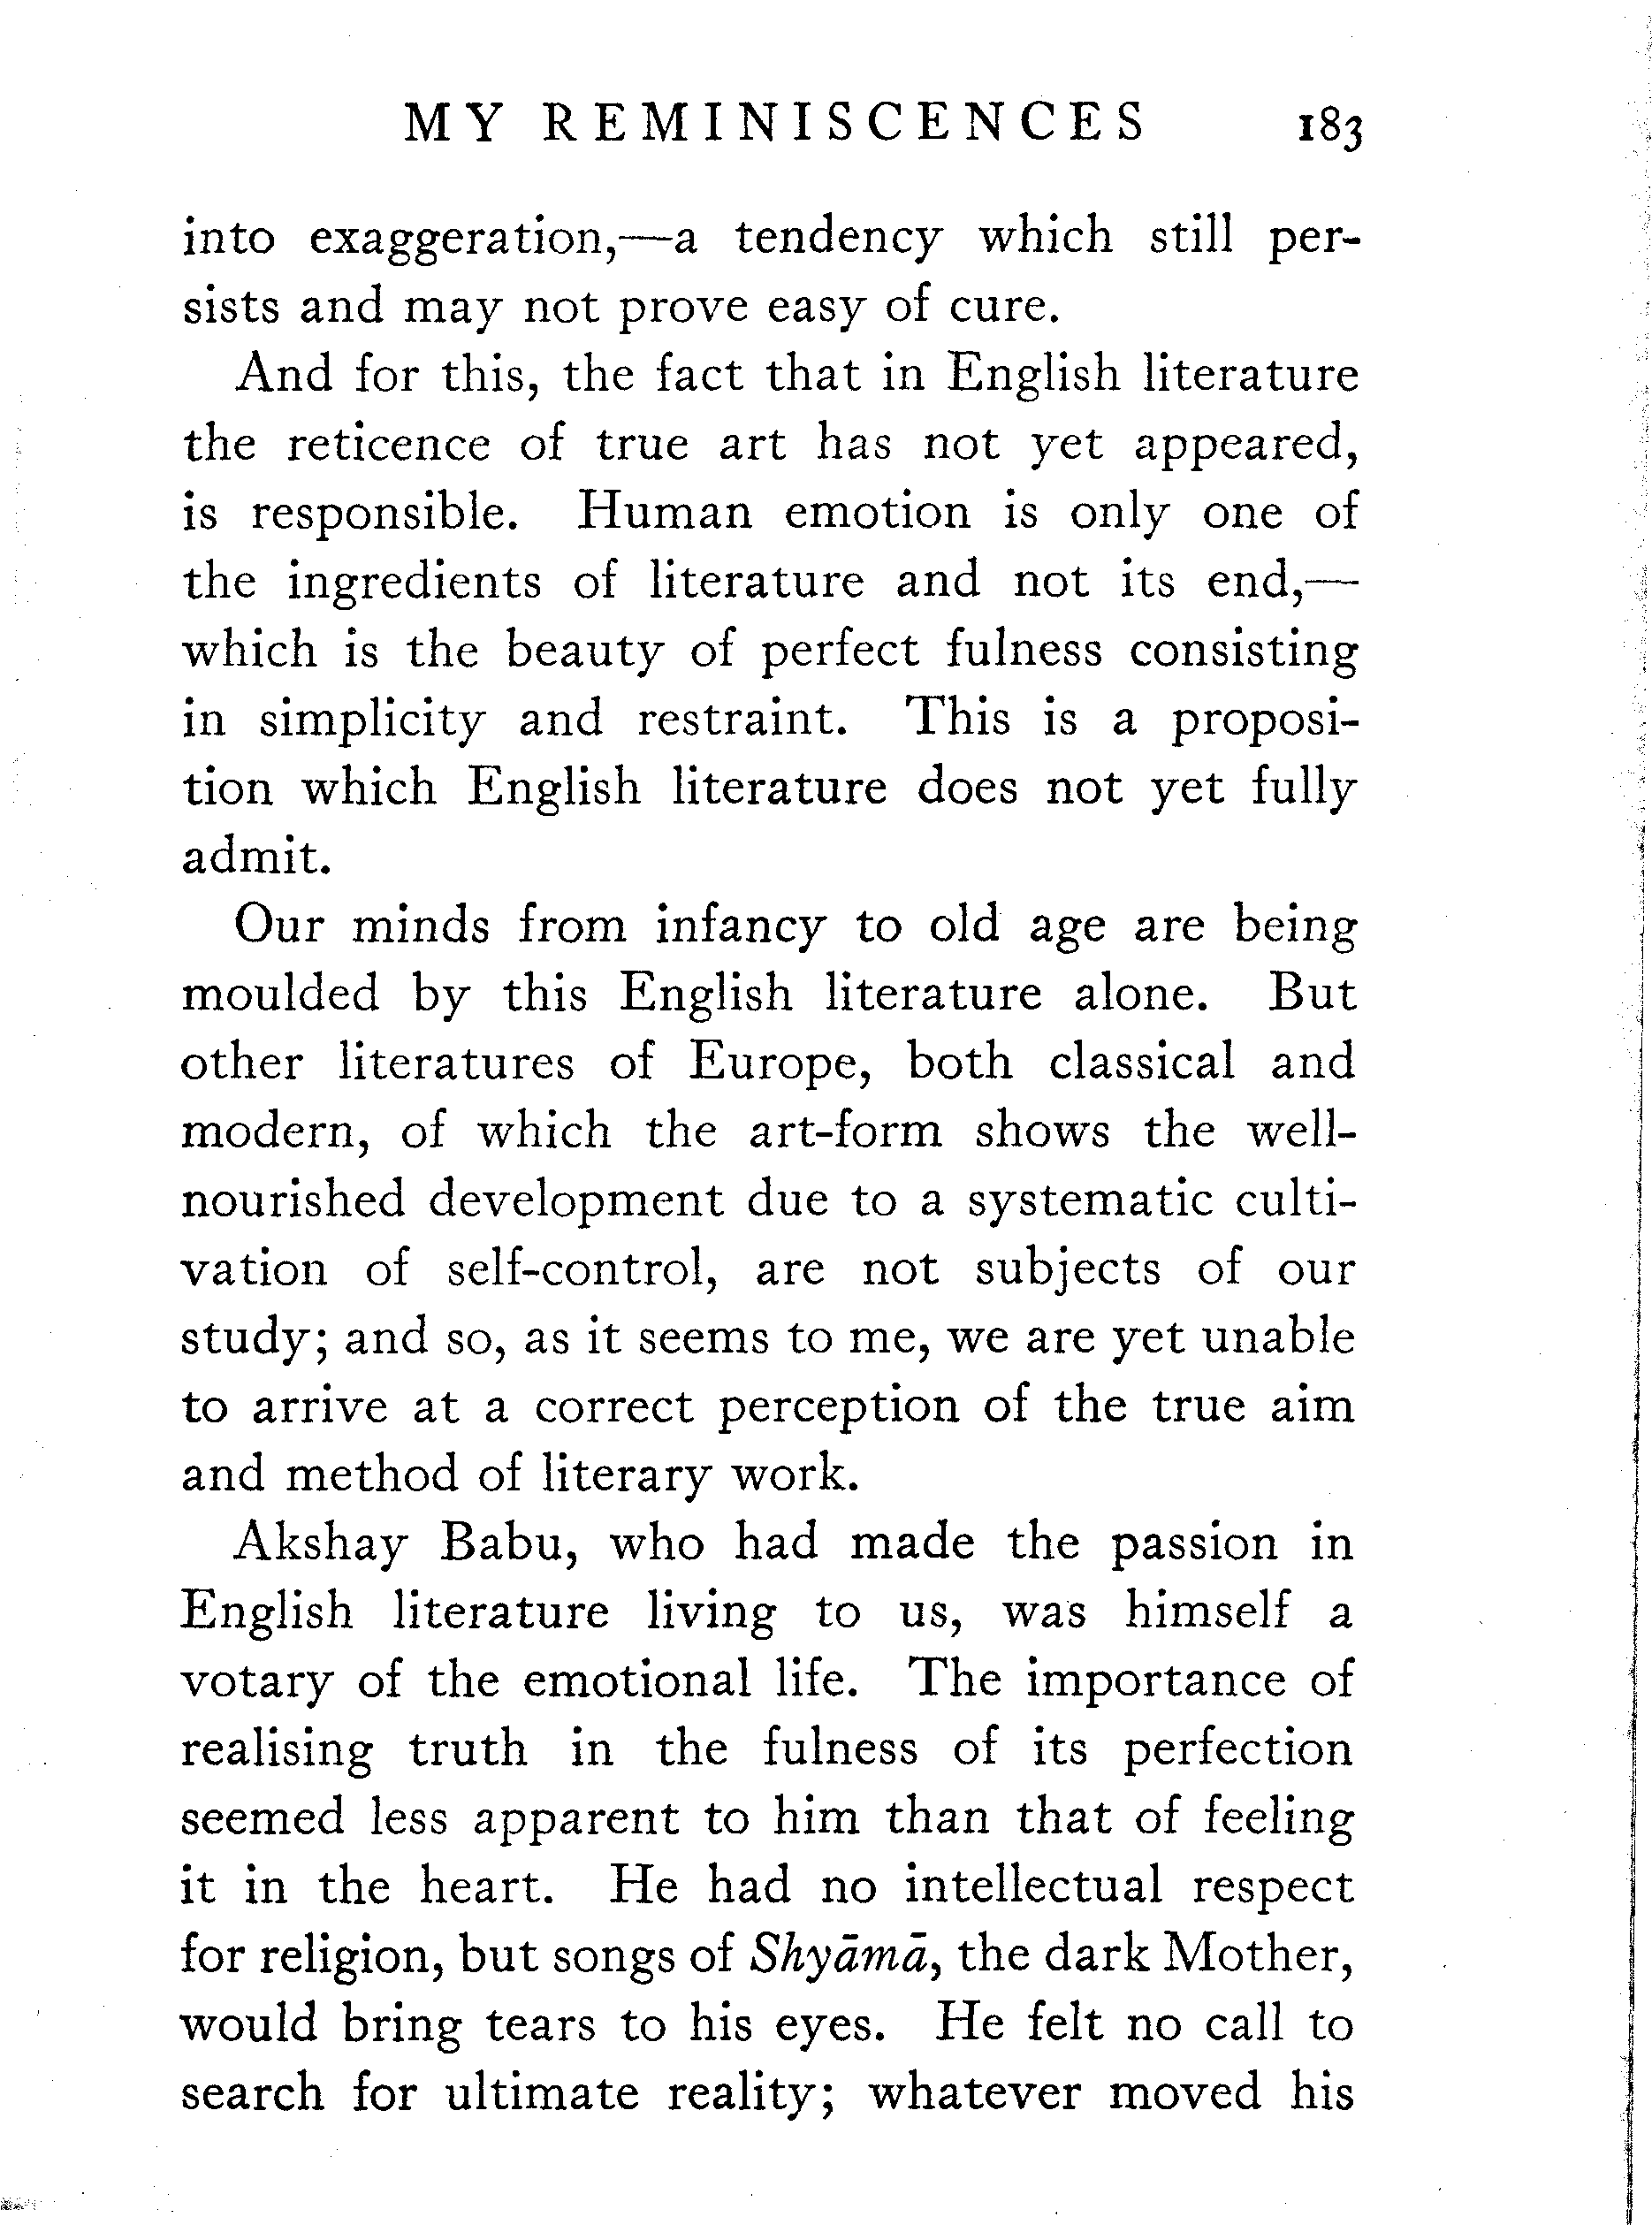 MY REMINISCENCES 183
into exaggeration,—a tendency which still per-
sists and may not prove easy of cure.
And for this, the fact that in English literature
the reticence of true art has not yet appeared,
is responsible. Human emotion is only one of
the ingredients of literature and not its end,—
which is the beauty of perfect fulness consisting
in simplicity and restraint. This is a proposi-
tion which English literature does not yet fully
admit.
Our minds from infancy to old age are being
moulded by this English literature alone. But
other literatures of Europe, both classical and
modern, of which the art-form shows the well-
nourished development due to a systematic culti-
vation of self-control, are not subjects of our
study; and so, as it seems to me, we are yet unable
to arrive at a correct perception of the true aim
and method of literary work.
Akshay Babu, who had made the passion in
English literature living to us, was himself a
votary of the emotional life. The importance of
realising truth in the fulness of its perfection
seemed less apparent to him than that of feeling
it in the heart. He had no intellectual respect
for religion, but songs of Shyāmā, the dark Mother,
would bring tears to his eyes. He felt no call to
search for ultimate reality; whatever moved his